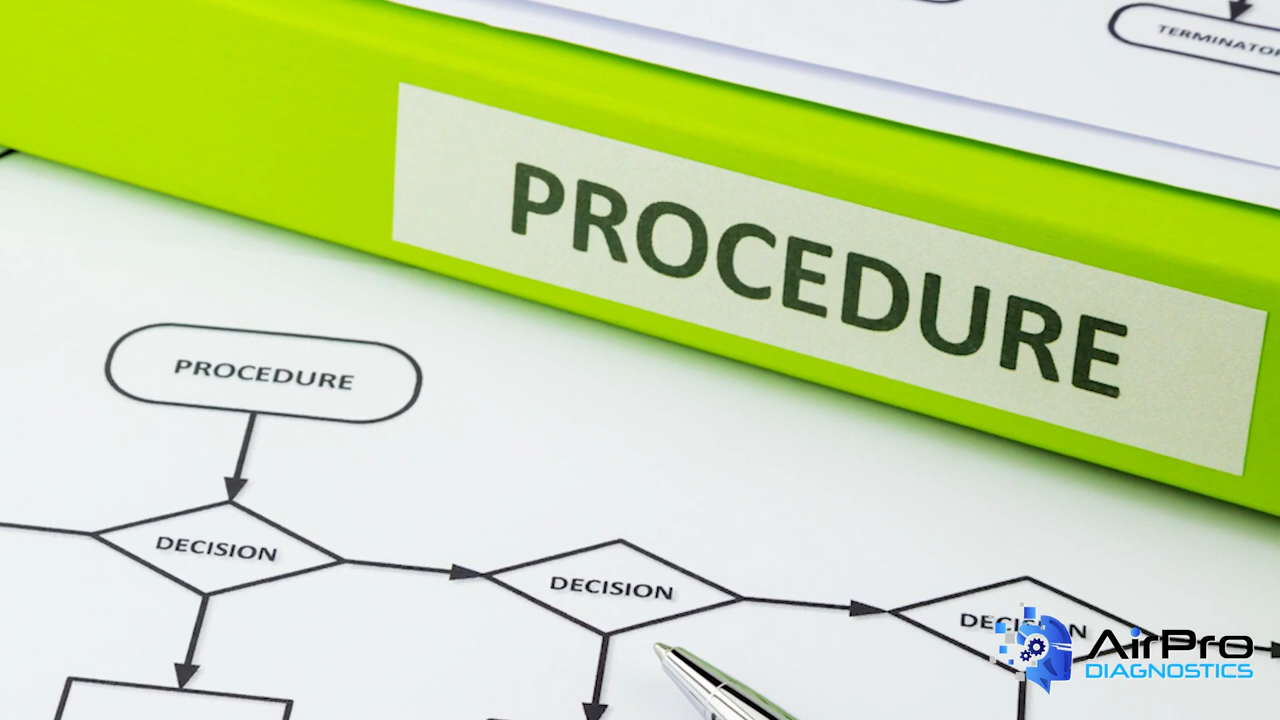 TERMINATOR
PROCEDURE
PROCEDURE
DECISION
DECISION
DECISION
AirPro
DIAGNOSTICS